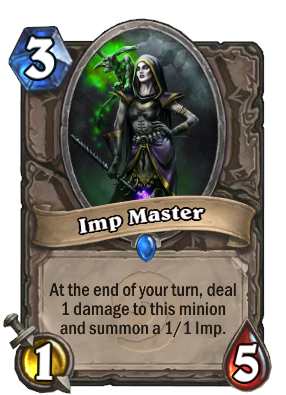 3
Imp Master
At the end of your turn, deal
1 damage to this minion
and summon a 1/1 Imp.
1
5